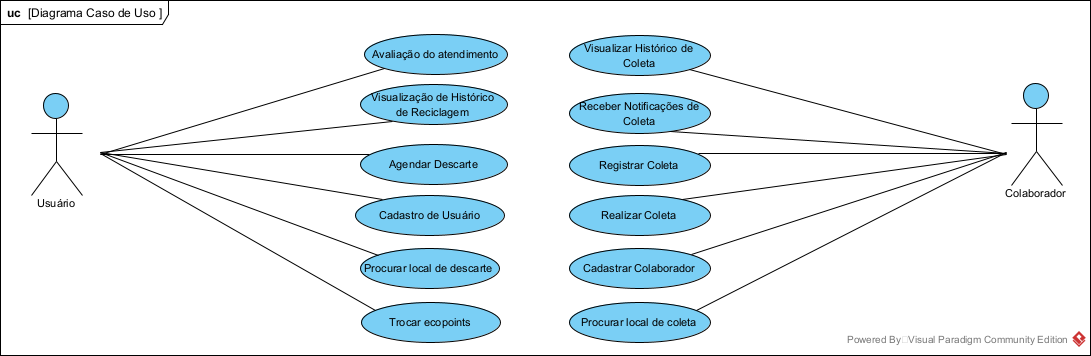 uc [Diagrama Caso de Uso ]
Avaliação do atendimento
Visualização de Histórico
de Reciclagem
Agendar Descarte
Cadastro de Usuário
Procurar local de descarte
Trocar ecopoints
Usuário
Visualizar Histórico de
Coleta
Receber Notificações de
Coleta
Registrar Coleta
Realizar Coleta
Cadastrar Colaborador
Procurar local de coleta
Colaborador
Powered By Visual Paradigm Community Edition